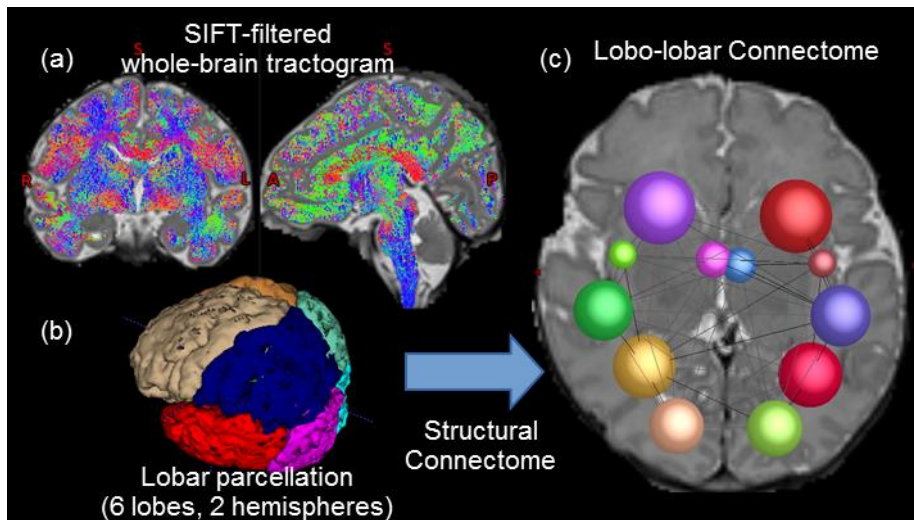 (a)
SIFT-filtered
whole-brain tractogram
S
S
R
L
A
P
(b)
Lobar parcellation
(6 lobes, 2 hemispheres)
Structural
Connectome
(c)
Lobo-lobar Connectome